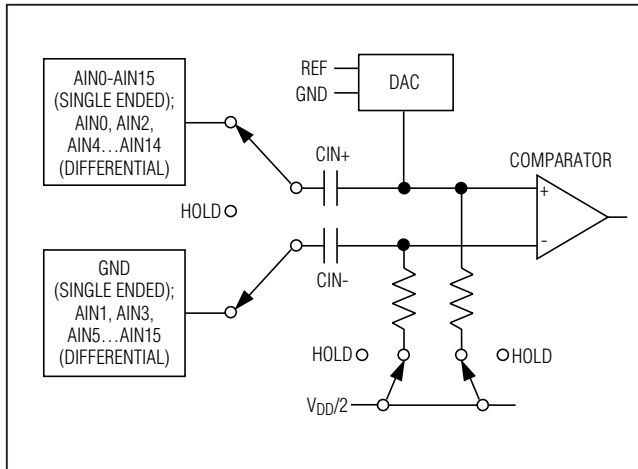 AIN0-AIN15
(SINGLE ENDED);
AIN0, AIN2,
AIN4…AIN14
(DIFFERENTIAL)
REF
GND
DAC
CIN+
COMPARATOR
+
-
HOLD
GND
(SINGLE ENDED);
AIN1, AIN3,
AIN5…AIN15
(DIFFERENTIAL)
CIN-
HOLD
HOLD
VDD/2